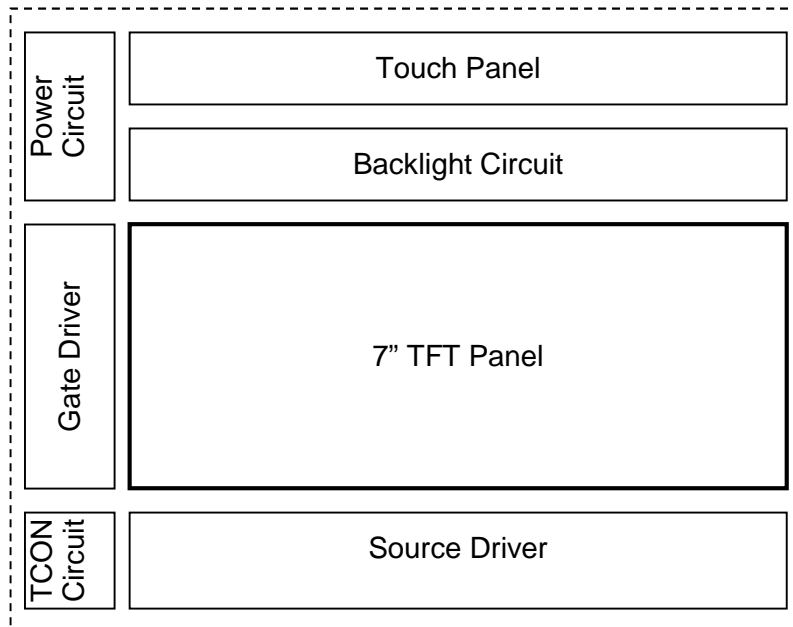 Power
Circuit
Touch Panel
Backlight Circuit
Gate Driver
7” TFT Panel
TCON
Circuit
Source Driver